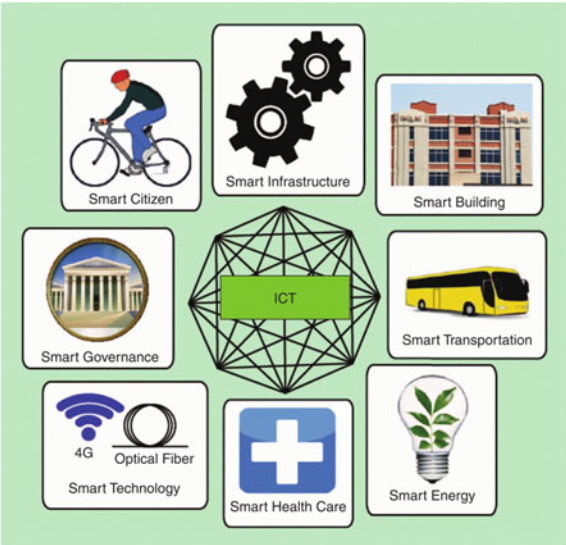 Smart Citizen
Smart Infrastructure
Smart Building
Smart Governance
ICT
Smart Transportation
4G
Optical Fiber
Smart Technology
Smart Health Care
Smart Energy